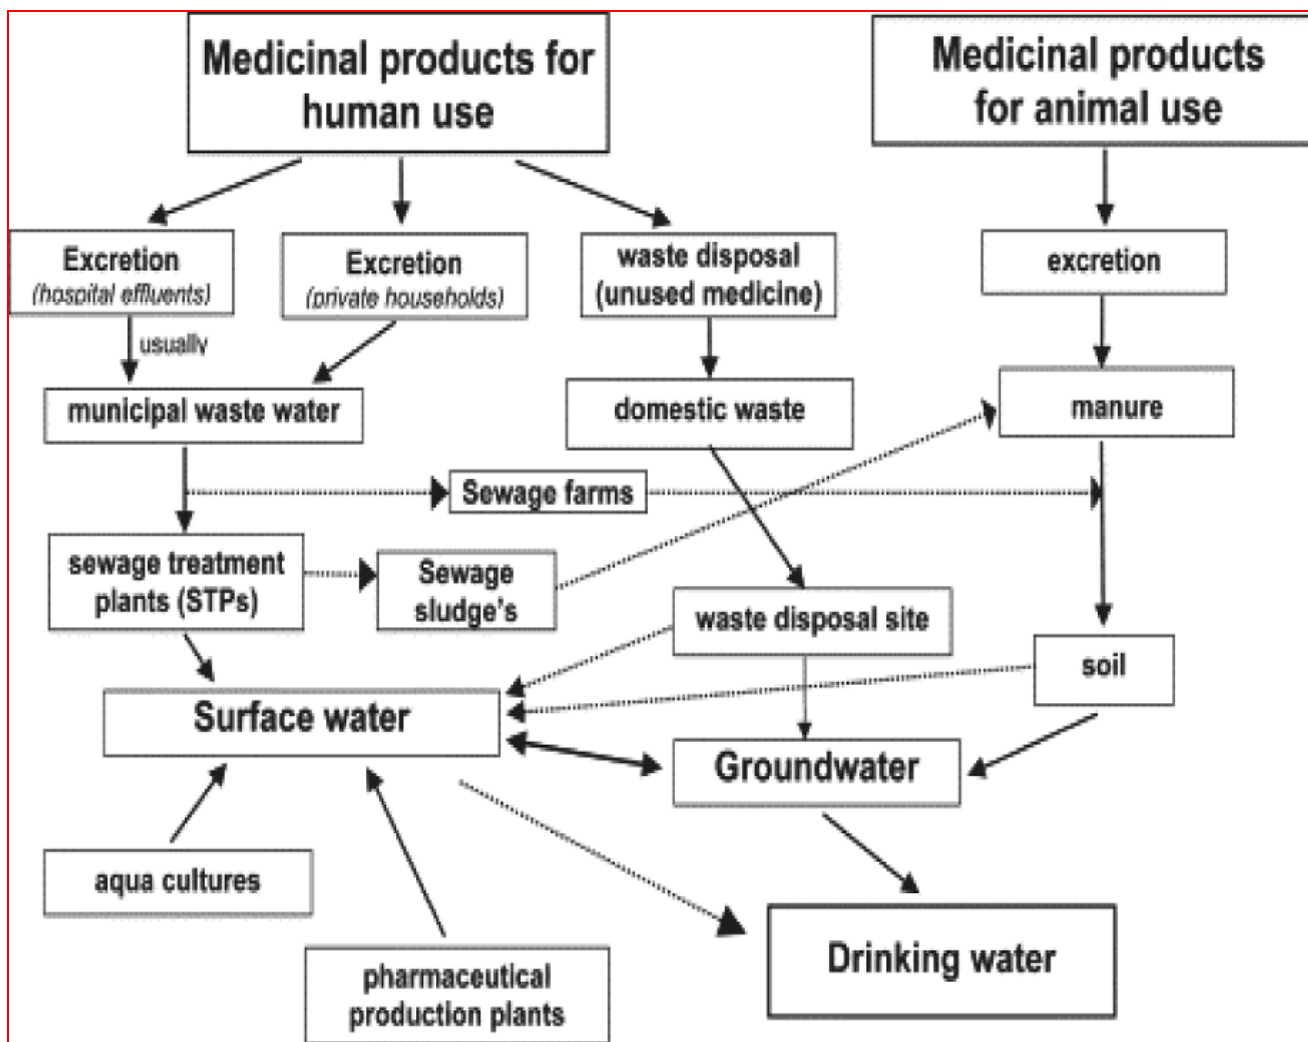 Medicinal products for
human use
Medicinal products
for animal use
Excretion
(hospital effluents)
Excretion
(private households)
waste disposal
(unused medicine)
excretion
usually
municipal waste water
domestic waste
manure
Sewage farms
sewage treatment
plants (STPs)
Sewage
sludge's
waste disposal site
soil
Surface water
Groundwater
aqua cultures
Drinking water
pharmaceutical
production plants